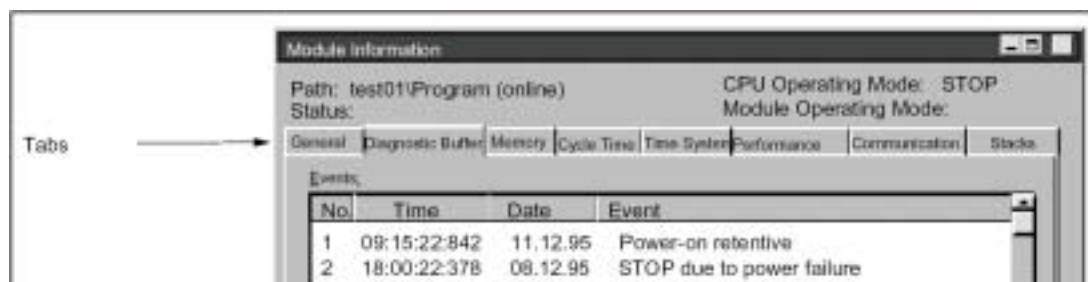 Module Information
Path: test01\Program (online) CPU Operating Mode: STOP
Status: Module Operating Mode:
Tabs
General Diagnostic Buffer Memory Cycle Time Time System Performance Communication Stacks
Events:
No. Time Date Event
1 09:15:22:842 11.12.95 Power-on retentive
2 18:00:22:378 08.12.95 STOP due to power failure